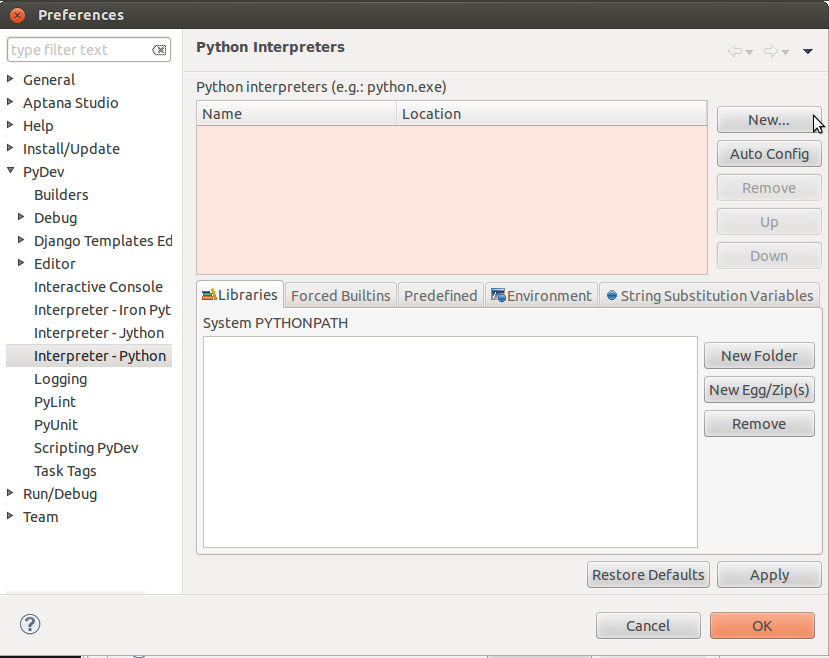 Preferences
type filter text
General
Aptana Studio
Help
Install/Update
PyDev
Builders
Debug
Django Templates Ed
Editor
Interactive Console
Interpreter - Iron Pyt
Interpreter - Jython
Interpreter - Python
Logging
PyLint
PyUnit
Scripting PyDev
Task Tags
Run/Debug
Team
Python Interpreters
Python interpreters (e.g.: python.exe)
Name Location
New...
Auto Config
Remove
Up
Down
Libraries Forced Builtins Predefined Environment String Substitution Variables
System PYTHONPATH
New Folder
New Egg/Zip(s)
Remove
Restore Defaults Apply
? Cancel OK